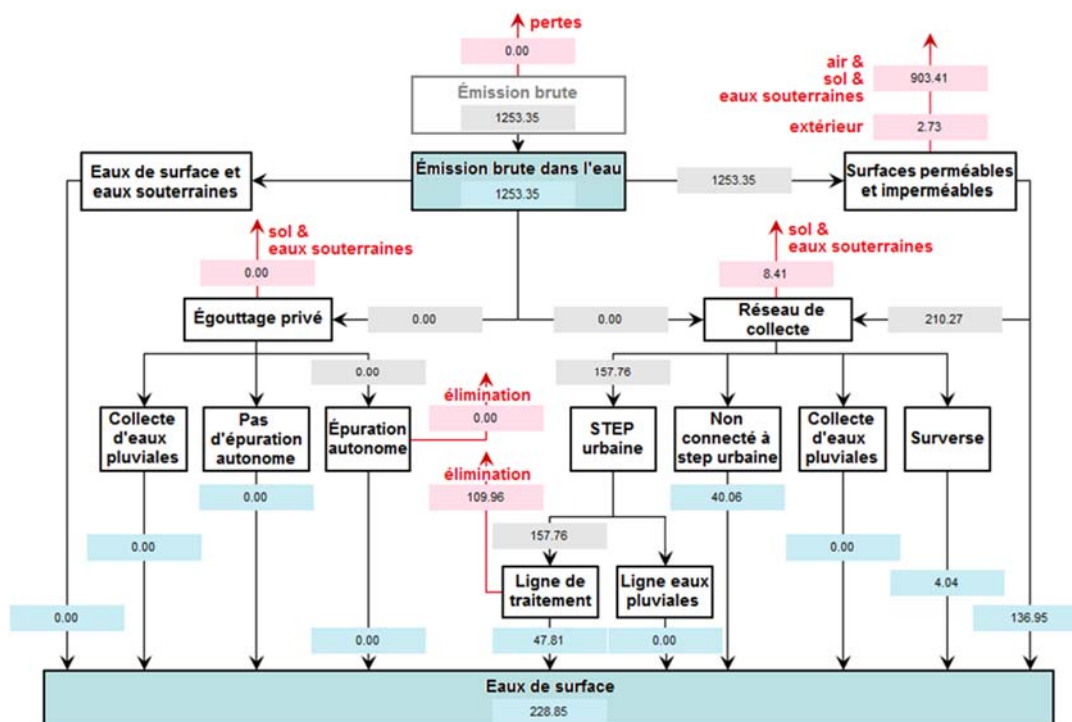 pertes
0.00
Émission brute
1253.35
air &
sol &
eaux souterraines
903.41
extérieur
2.73
Eaux de surface et
eaux souterraines
Émission brute dans l'eau
1253.35
1253.35
Surfaces perméables
et imperméables
sol &
eaux souterraines
0.00
sol &
eaux souterraines
8.41
Égouttage privé
0.00
0.00
Réseau de
collecte
210.27
0.00
157.76
Collecte
d'eaux
pluviales
Pas
d'épuration
autonome
Épuration
autonome
élimination
0.00
STEP
urbaine
Non
connecté à
step urbaine
Collecte
d'eaux
pluviales
Surverse
0.00
élimination
109.96
40.06
0.00
157.76
0.00
Ligne de
traitement
Ligne eaux
pluviales
0.00
0.00
47.81
0.00
4.04
136.95
Eaux de surface
228.85